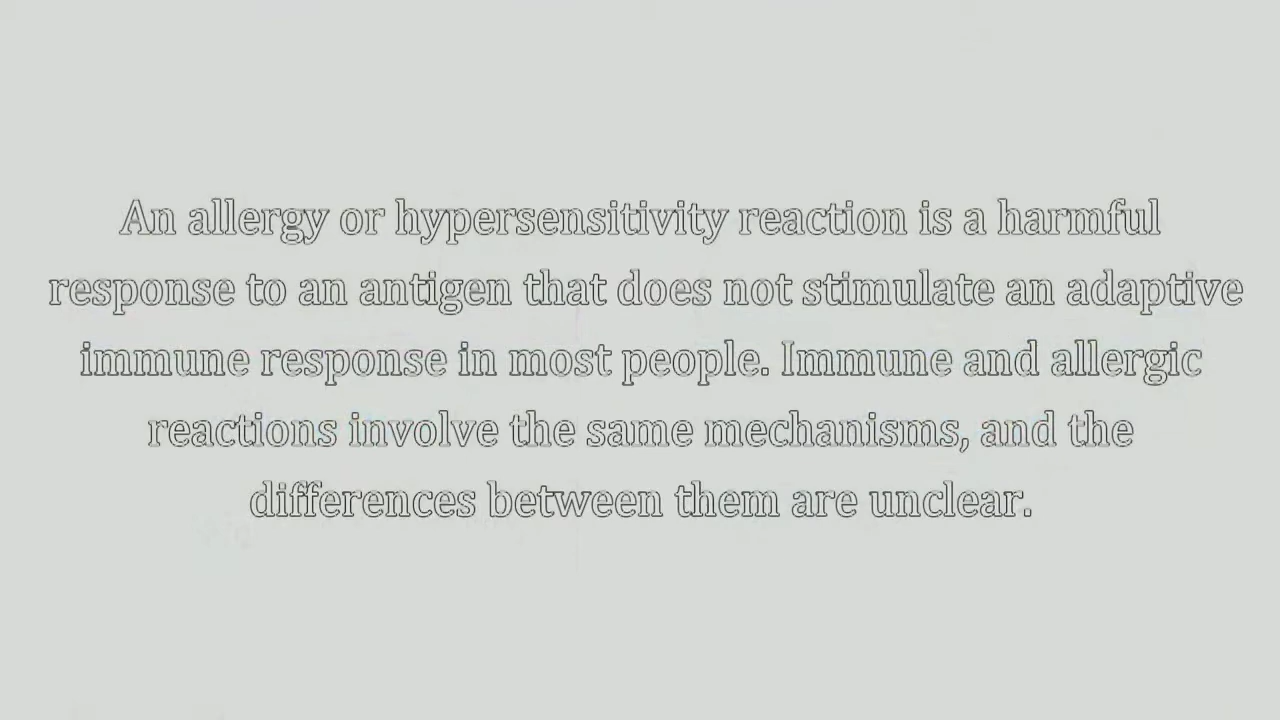 An allergy or hypersensitivity reaction is a harmful
response to an antigen that does not stimulate an adaptive
immune response in most people. Immune and allergic
reactions involve the same mechanisms, and the
differences between them are unclear.